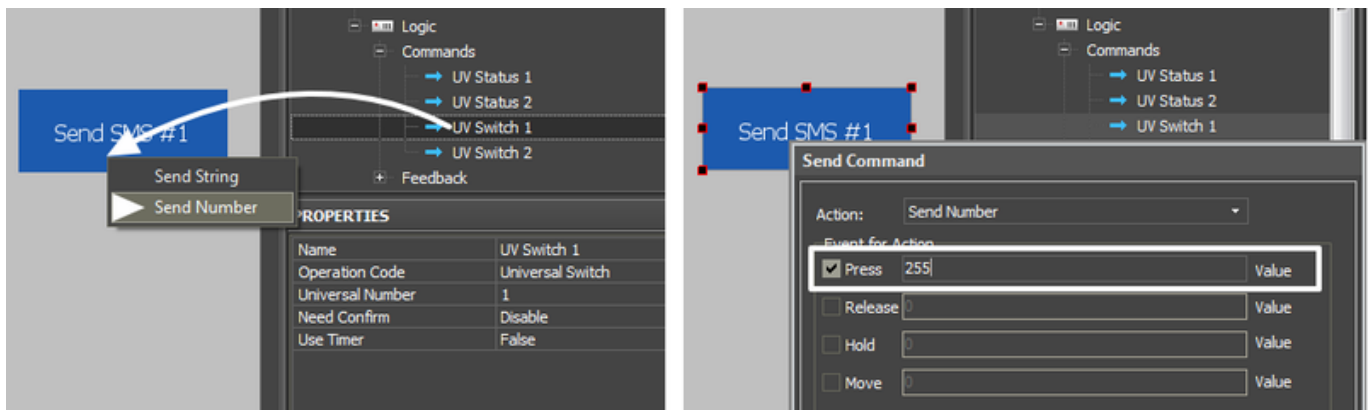 Logic
Commands
UV Status 1
UV Status 2
UV Switch 1
UV Switch 2
Feedback
Send SMS #1
Send String
Send Number
PROPERTIES
Name UV Switch 1
Operation Code Universal Switch
Universal Number 1
Need Confirm Disable
Use Timer False
Logic
Commands
UV Status 1
UV Status 2
UV Switch 1
Send SMS #1
Send Command
Action: Send Number
Event for Action
Press 255 Value
Release 0 Value
Hold 0 Value
Move 0 Value